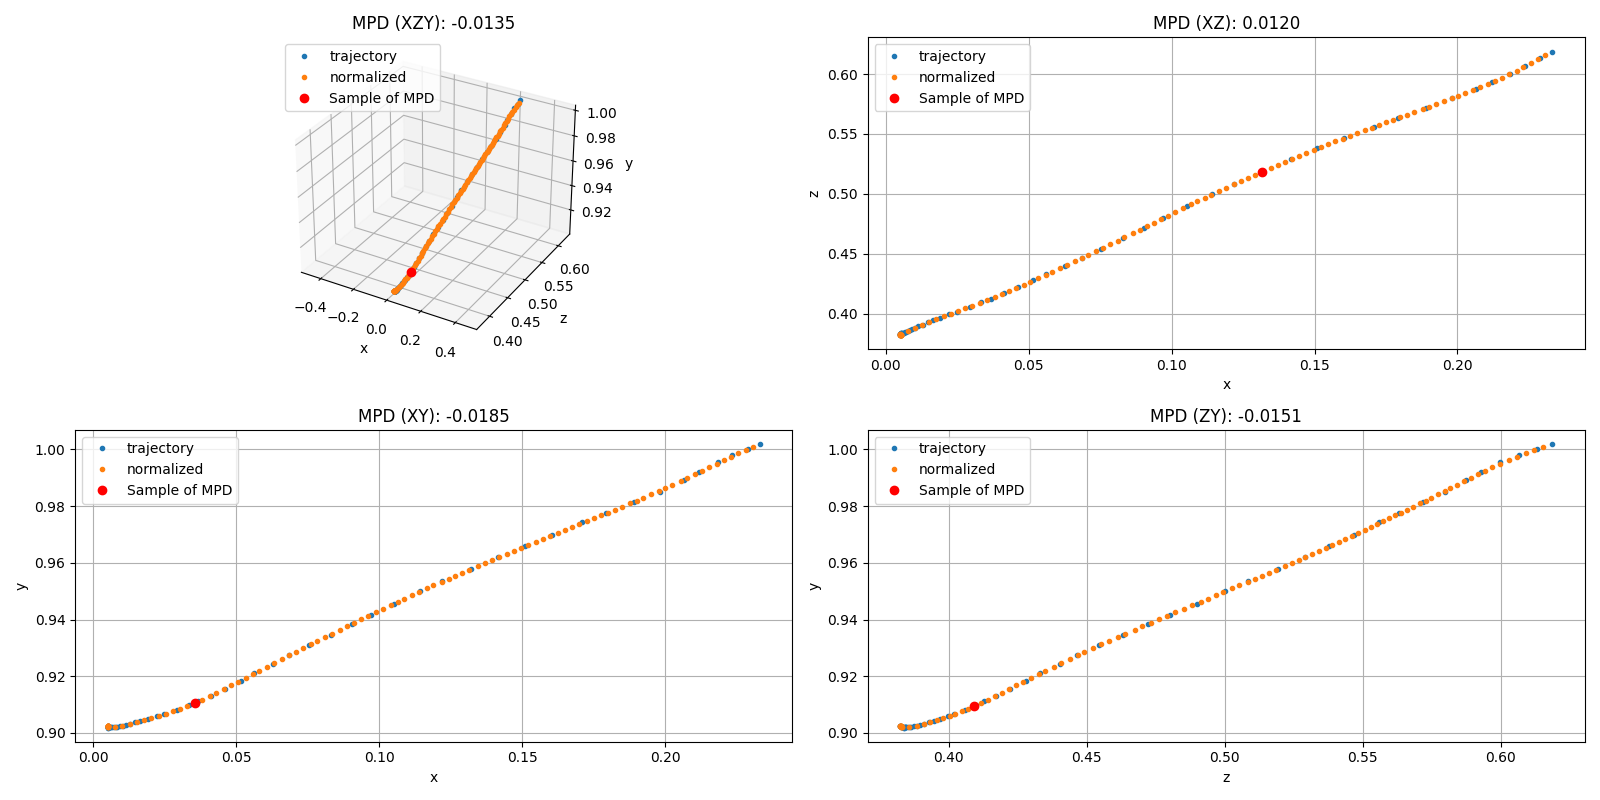 MPD (XZY): -0.0135
trajectory
normalized
Sample of MPD
1.00
0.98
0.96
0.94
0.92
y
0.60
0.55
0.50
0.45
0.40
z
−0.4
−0.2
0.0
0.2
0.4
x
MPD (XZ): 0.0120
trajectory
normalized
Sample of MPD
0.60
0.55
0.50
0.45
0.40
z
0.00 0.05 0.10 0.15 0.20
x
MPD (XY): -0.0185
trajectory
normalized
Sample of MPD
1.00
0.98
0.96
0.94
0.92
0.90
y
0.00 0.05 0.10 0.15 0.20
x
MPD (ZY): -0.0151
trajectory
normalized
Sample of MPD
1.00
0.98
0.96
0.94
0.92
0.90
y
0.40 0.45 0.50 0.55 0.60
z